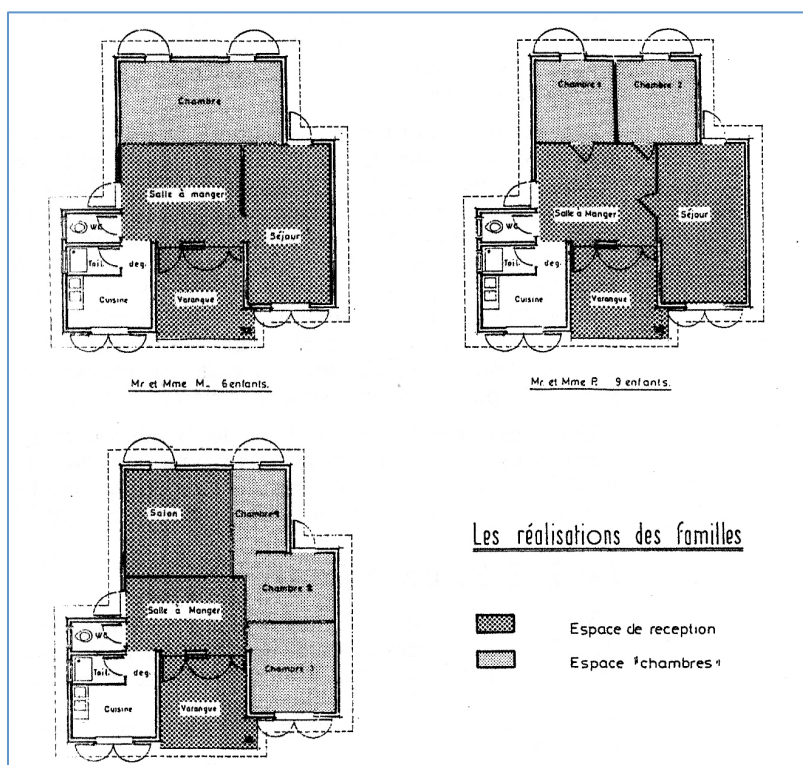 Chambre
Salle à manger
Séjour
WC
Toil.
deg.
Cuisine
Varangue
Mr et Mme M. 6 enfants.
Chambre 1
Chambre 2
Salle a Manger
Séjour
WC
Toil.
deg.
Cuisine
Varangue
Mr. et Mme P. 9 enfants.
Salon
Chambre 1
Chambre 2
Salle à Manger
Chambre 3
WC
Toil.
deg.
Cuisine
Varangue
Les réalisations des familles
Espace de reception
Espace "chambres"